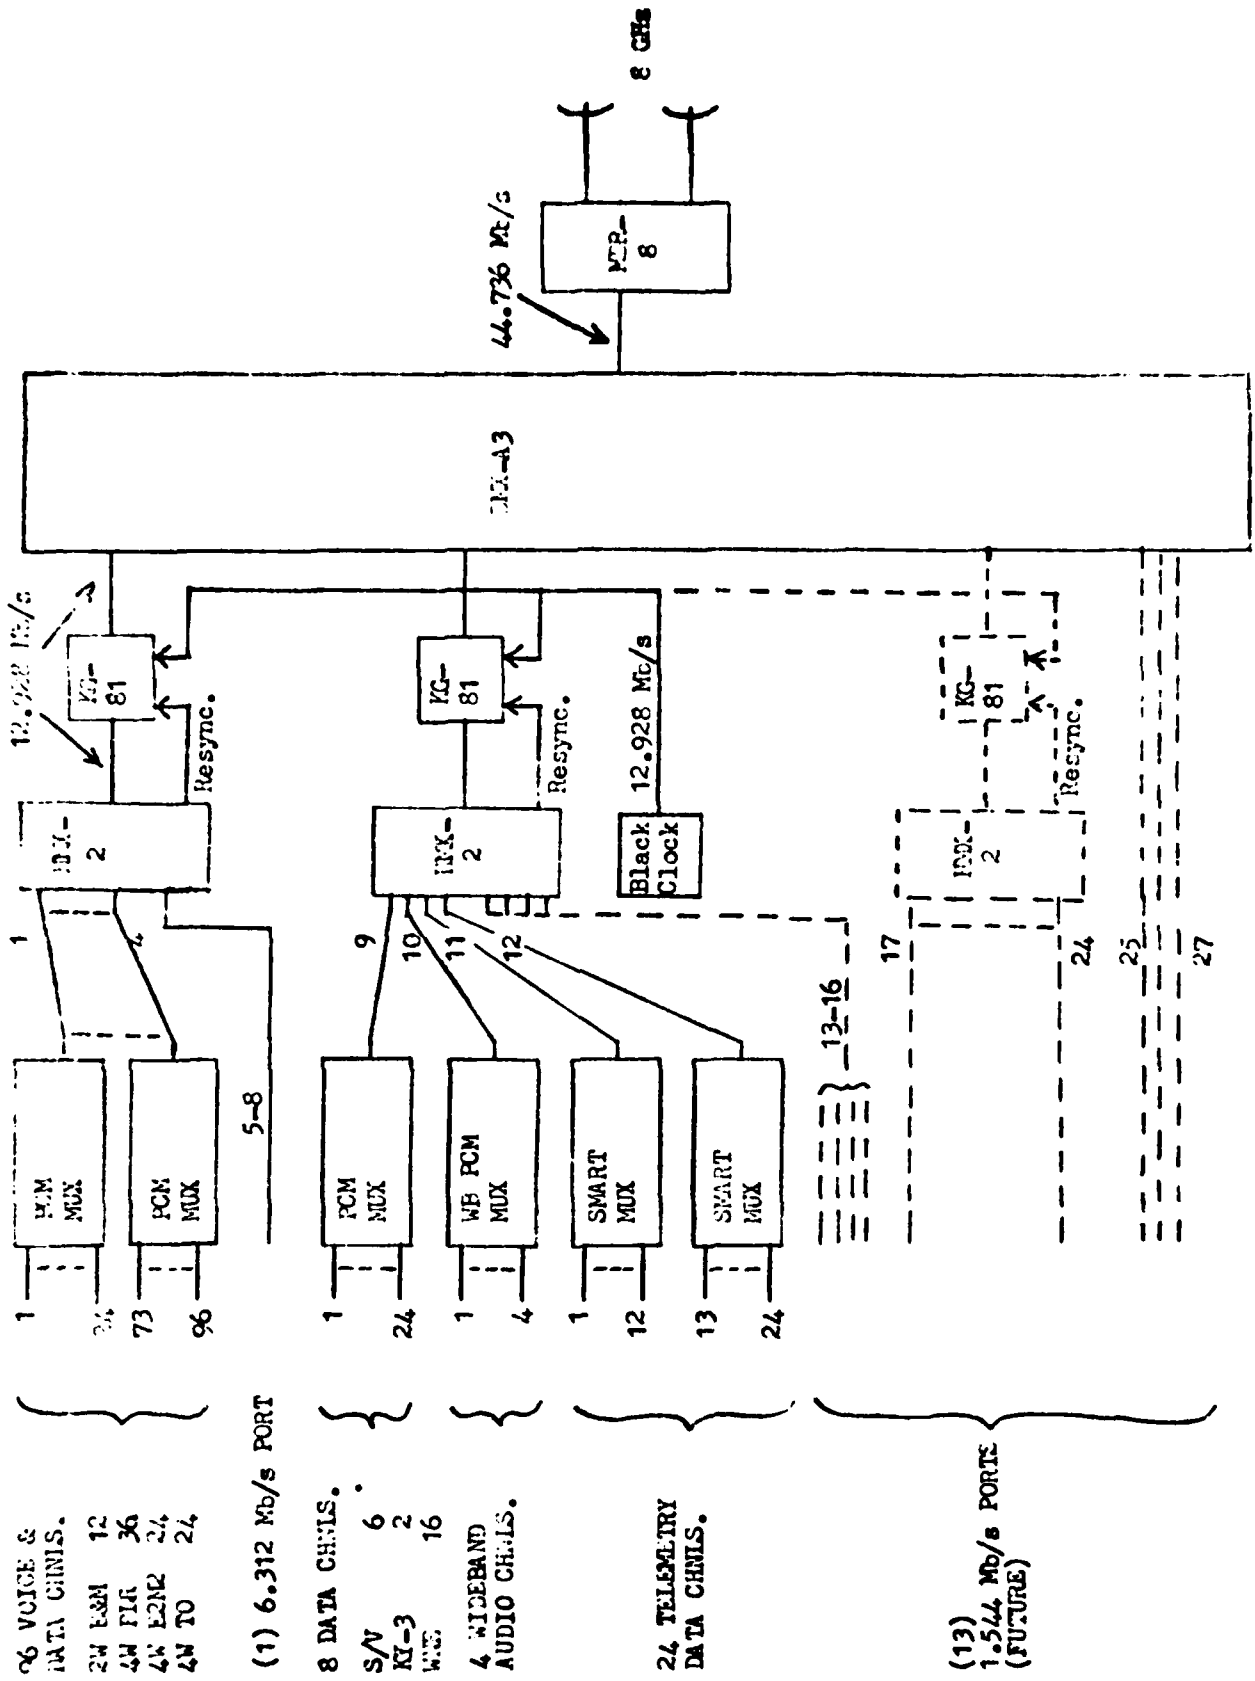 96 VOICE &
DATA CHNLS.
2W E&M 12
4W 36
4W E2M2 24
4W TO 24
(1) 6.312 Mb/s PORT
8 DATA CHNLS.
S/V 6
KY-3 2
16
4 WIDEBAND
AUDIO CHNLS.
24 TELEMETRY
DATA CHNLS.
(13)
1.544 Mb/s PORTS
(FUTURE)
1
24
73
96
1
24
1
4
1
12
13
24
PCM
MUX
PCM
MUX
5-8
PCM
MUX
WB PCM
MUX
SMART
MUX
SMART
MUX
1
4
9
10
11
12
13-16
17
24
25
27
2
2
Black
Clock
2
Resync.
Resync.
12.928 Mb/s
Resync.
12.928 Mb/s
KG-
81
KG-
81
KG-
81
44.736 Mb/s
8
8 GHz